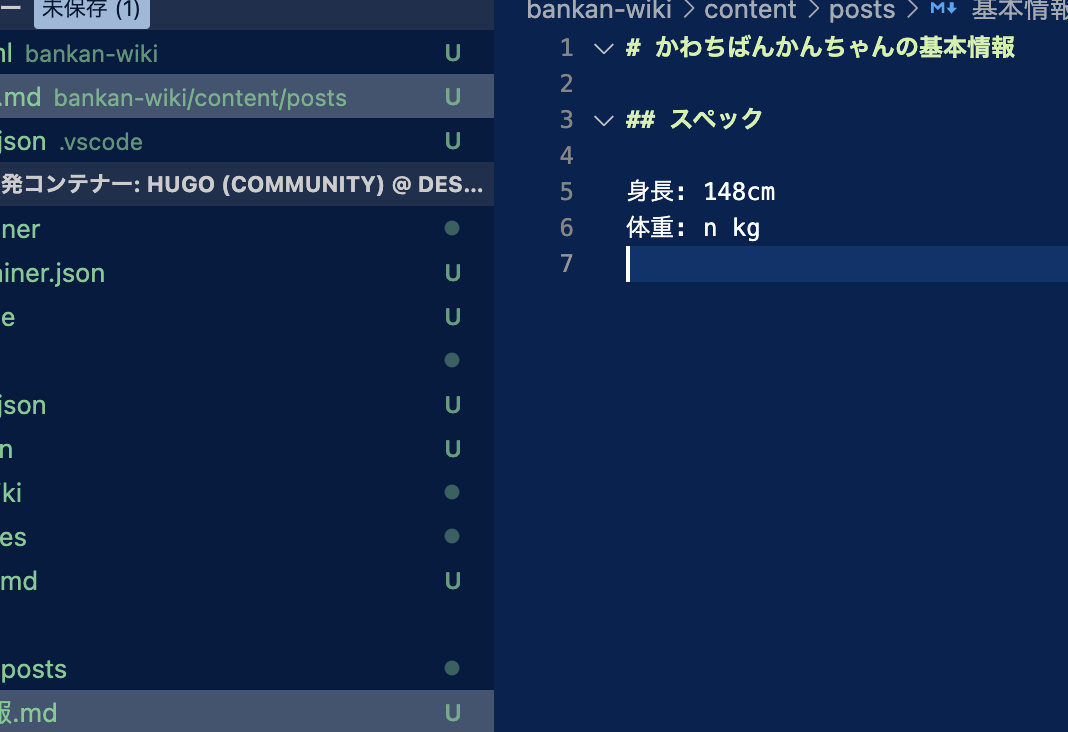 未保存 (1)
ml bankan-wiki U
.md bankan-wiki/content/posts U
json .vscode U
発コンテナー: HUGO (COMMUNITY) @ DES...
ner
iner.json U
e U
json U
n U
ki
es
md U
posts
報.md U
bankan-wiki > content > posts > M↓ 基本情報
1 # かわちばんかんちゃんの基本情報
2
3 ## スペック
4
5 身長: 148cm
6 体重: n kg
7